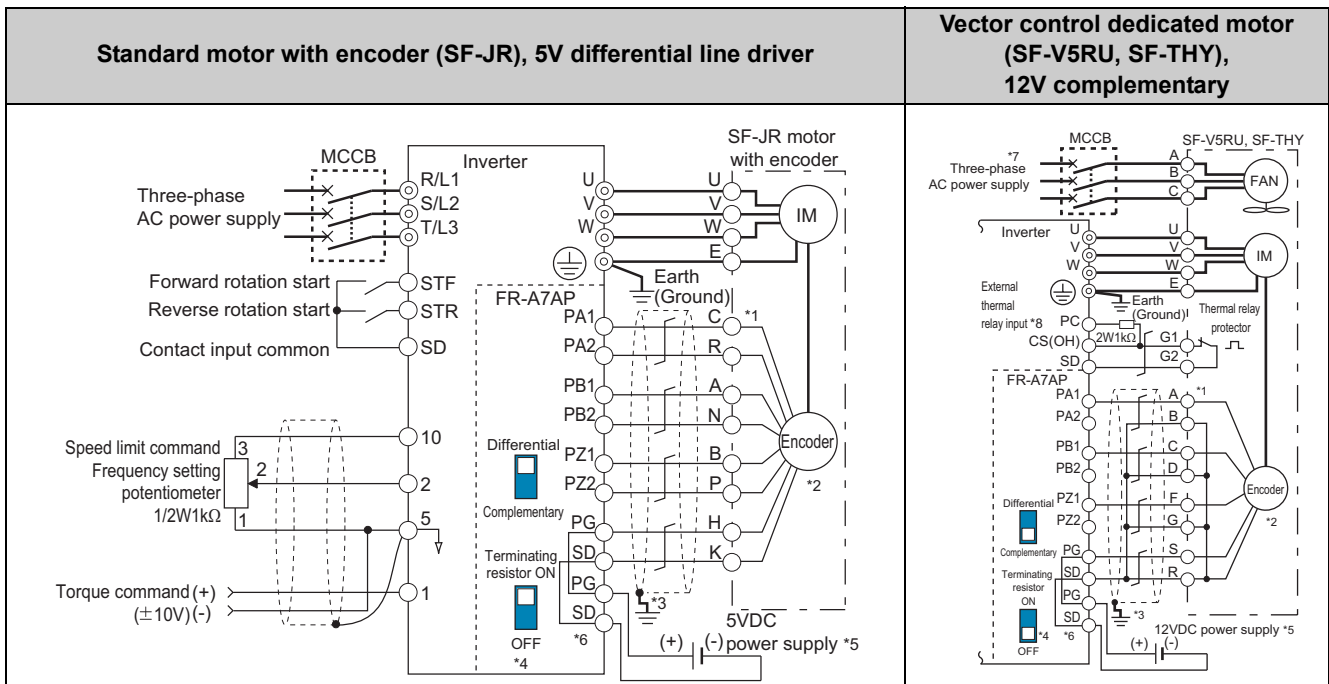 Standard motor with encoder (SF-JR), 5V differential line driver
Vector control dedicated motor
(SF-V5RU, SF-THY),
12V complementary
SF-JR motor
with encoder
MCCB
Inverter
Three-phase
AC power supply
R/L1
S/L2
T/L3
U
V
W
U
V
W
E
IM
Earth
(Ground)
Forward rotation start
Reverse rotation start
Contact input common
STF
STR
SD
FR-A7AP
PA1
PA2
PB1
PB2
PZ1
PZ2
PG
SD
PG
SD
C
R
A
N
B
P
H
K
*1
Encoder
*2
Differential
Complementary
Terminating
resistor ON
OFF
*4
*6
*3
5VDC
power supply *5
(+)
(-)
Speed limit command
Frequency setting
potentiometer
1/2W1kΩ
3
2
1
10
2
5
1
Torque command (+)
(±10V) (-)
MCCB
SF-V5RU, SF-THY
*7
Three-phase
AC power supply
A
B
C
FAN
Inverter
U
V
W
U
V
W
E
IM
External
thermal
relay input *8
Earth
(Ground)
Thermal relay
protector
PC
CS(OH)
SD
2W1kΩ
G1
G2
FR-A7AP
PA1
PA2
PB1
PB2
PZ1
PZ2
PG
SD
PG
SD
A
B
C
D
F
G
S
R
*1
Encoder
*2
Differential
Complementary
Terminating
resistor
ON
*4
OFF
*6
*3
12VDC power supply *5
(+)
(-)